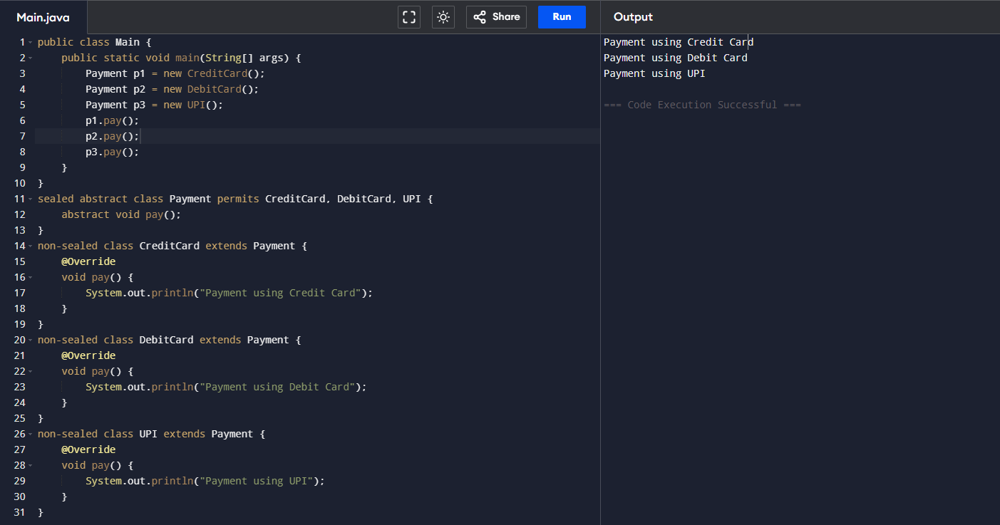 Main.java
Share
Run
Output
1 public class Main {
2     public static void main(String[] args) {
3         Payment p1 = new CreditCard();
4         Payment p2 = new DebitCard();
5         Payment p3 = new UPI();
6         p1.pay();
7         p2.pay();
8         p3.pay();
9     }
10 }
11 sealed abstract class Payment permits CreditCard, DebitCard, UPI {
12     abstract void pay();
13 }
14 non-sealed class CreditCard extends Payment {
15     @Override
16     void pay() {
17         System.out.println("Payment using Credit Card");
18     }
19 }
20 non-sealed class DebitCard extends Payment {
21     @Override
22     void pay() {
23         System.out.println("Payment using Debit Card");
24     }
25 }
26 non-sealed class UPI extends Payment {
27     @Override
28     void pay() {
29         System.out.println("Payment using UPI");
30     }
31 }
Payment using Credit Card
Payment using Debit Card
Payment using UPI
=== Code Execution Successful ===